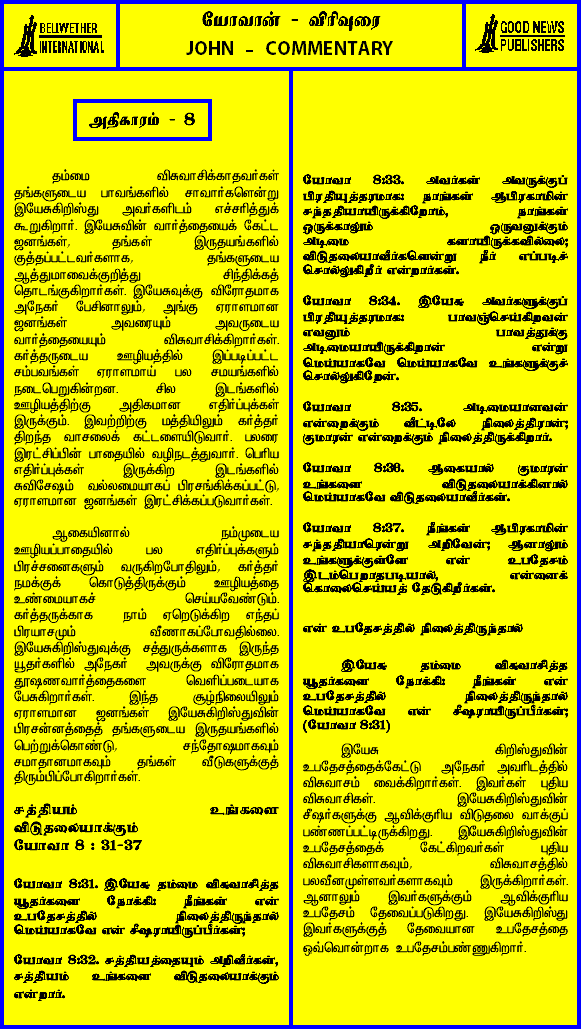 BELLWETHER
INTERNATIONAL
யோவான் - விரிவுரை
JOHN - COMMENTARY
GOOD NEWS
PUBLISHERS
அதிகாரம் - 8
தம்மை விசுவாசிக்காதவர்கள்
தங்களுடைய பாவங்களில் சாவார்களென்று
இயேசுகிறிஸ்து அவர்களிடம் எச்சரித்துக்
கூறுகிறார். இயேசுவின் வார்த்தையைக் கேட்ட
ஜனங்கள், தங்கள் இருதயங்களில்
குத்தப்பட்டவர்களாக, தங்களுடைய
ஆத்துமாவைக்குறித்து சிந்திக்கத்
தொடங்குகிறார்கள். இயேசுவுக்கு விரோதமாக
அநேகர் பேசினாலும், அங்கு ஏராளமான
ஜனங்கள் அவரையும் அவருடைய
வார்த்தையையும் விசுவாசிக்கிறார்கள்.
கர்த்தருடைய ஊழியத்தில் இப்படிப்பட்ட
சம்பவங்கள் ஏராளமாய் பல சமயங்களில்
நடைபெறுகின்றன. சில இடங்களில்
ஊழியத்திற்கு அதிகமான எதிர்ப்புக்கள்
இருக்கும். இவற்றிற்கு மத்தியிலும் கர்த்தர்
திறந்த வாசலைக் கட்டளையிடுவார். பலரை
இரட்சிப்பின் பாதையில் வழிநடத்துவார். பெரிய
எதிர்ப்புக்கள் இருக்கிற இடங்களில்
சுவிசேஷம் வல்லமையாகப் பிரசங்கிக்கப்பட்டு,
ஏராளமான ஜனங்கள் இரட்சிக்கப்படுவார்கள்.
ஆகையினால் நம்முடைய
ஊழியப்பாதையில் பல எதிர்ப்புக்களும்
பிரச்சனைகளும் வருகிறபோதிலும், கர்த்தர்
நமக்குக் கொடுத்திருக்கும் ஊழியத்தை
உண்மையாகச் செய்யவேண்டும்.
கர்த்தருக்காக நாம் ஏறெடுக்கிற எந்தப்
பிரயாசமும் வீணாகப்போவதில்லை.
இயேசுகிறிஸ்துவுக்கு சத்துருக்களாக இருந்த
யூதர்களில் அநேகர் அவருக்கு விரோதமாக
தூஷணவார்த்தைகளை வெளிப்படையாக
பேசுகிறார்கள். இந்த சூழ்நிலையிலும்
ஏராளமான ஜனங்கள் இயேசுகிறிஸ்துவின்
பிரசன்னத்தைத் தங்களுடைய இருதயங்களில்
பெற்றுக்கொண்டு, சந்தோஷமாகவும்
சமாதானமாகவும் தங்கள் வீடுகளுக்குத்
திரும்பிப்போகிறார்கள்.
சத்தியம் உங்களை
விடுதலையாக்கும்
யோவா 8 : 31-37
யோவா 8:31. இயேசு தம்மை விசுவாசித்த
யூதர்களை நோக்கி: நீங்கள் என்
உபதேசத்தில் நிலைத்திருந்தால்
மெய்யாகவே என் சீஷராயிருப்பீர்கள்;
யோவா 8:32. சத்தியத்தையும் அறிவீர்கள்,
சத்தியம் உங்களை விடுதலையாக்கும்
என்றார்.
யோவா 8:33. அவர்கள் அவருக்குப்
பிரதியுத்தரமாக: நாங்கள் ஆபிரகாமின்
சந்ததியாயிருக்கிறோம், நாங்கள்
ஒருக்காலும் ஒருவனுக்கும்
அடிமை களாயிருக்கவில்லை;
விடுதலையாவீர்களென்று நீர் எப்படிச்
சொல்லுகிறீர் என்றார்கள்.
யோவா 8:34. இயேசு அவர்களுக்குப்
பிரதியுத்தரமாக: பாவஞ்செய்கிறவன்
எவனும் பாவத்துக்கு
அடிமையாயிருக்கிறான் என்று
மெய்யாகவே மெய்யாகவே உங்களுக்குச்
சொல்லுகிறேன்.
யோவா 8:35. அடிமையானவன்
என்றைக்கும் வீட்டிலே நிலைத்திரான்;
குமாரன் என்றைக்கும் நிலைத்திருக்கிறார்.
யோவா 8:36. ஆகையால் குமாரன்
உங்களை விடுதலையாக்கினால்
மெய்யாகவே விடுதலையாவீர்கள்.
யோவா 8:37. நீங்கள் ஆபிரகாமின்
சந்ததியாரென்று அறிவேன்; ஆனாலும்
உங்களுக்குள்ளே என் உபதேசம்
இடம்பெறாதபடியால், என்னைக்
கொலைசெய்யத் தேடுகிறீர்கள்.
என் உபதேசத்தில் நிலைத்திருந்தால்
இயேசு தம்மை விசுவாசித்த
யூதர்களை நோக்கி: நீங்கள் என்
உபதேசத்தில் நிலைத்திருந்தால்
மெய்யாகவே என் சீஷராயிருப்பீர்கள்;
(யோவா 8:31)
இயேசு கிறிஸ்துவின்
உபதேசத்தைக்கேட்டு அநேகர் அவரிடத்தில்
விசுவாசம் வைக்கிறார்கள். இவர்கள் புதிய
விசுவாசிகள். இயேசுகிறிஸ்துவின்
சீஷர்களுக்கு ஆவிக்குரிய விடுதலை வாக்குப்
பண்ணப்பட்டிருக்கிறது. இயேசுகிறிஸ்துவின்
உபதேசத்தைக் கேட்கிறவர்கள் புதிய
விசுவாசிகளாகவும், விசுவாசத்தில்
பலவீனமுள்ளவர்களாகவும் இருக்கிறார்கள்.
ஆனாலும் இவர்களுக்கும் ஆவிக்குரிய
உபதேசம் தேவைப்படுகிறது. இயேசுகிறிஸ்து
இவர்களுக்குத் தேவையான உபதேசத்தை
ஒவ்வொன்றாக உபதேசம்பண்ணுகிறார்.